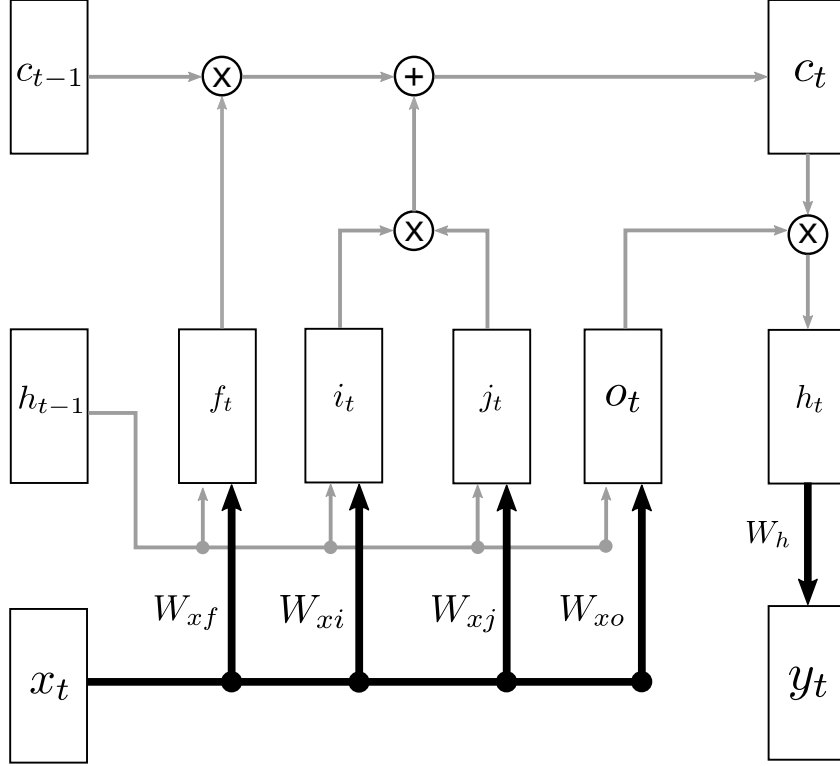 c_{t-1} x + c_t
x x
h_{t-1} f_t i_t j_t o_t h_t
W_h
W_{xf} W_{xi} W_{xj} W_{xo}
x_t y_t